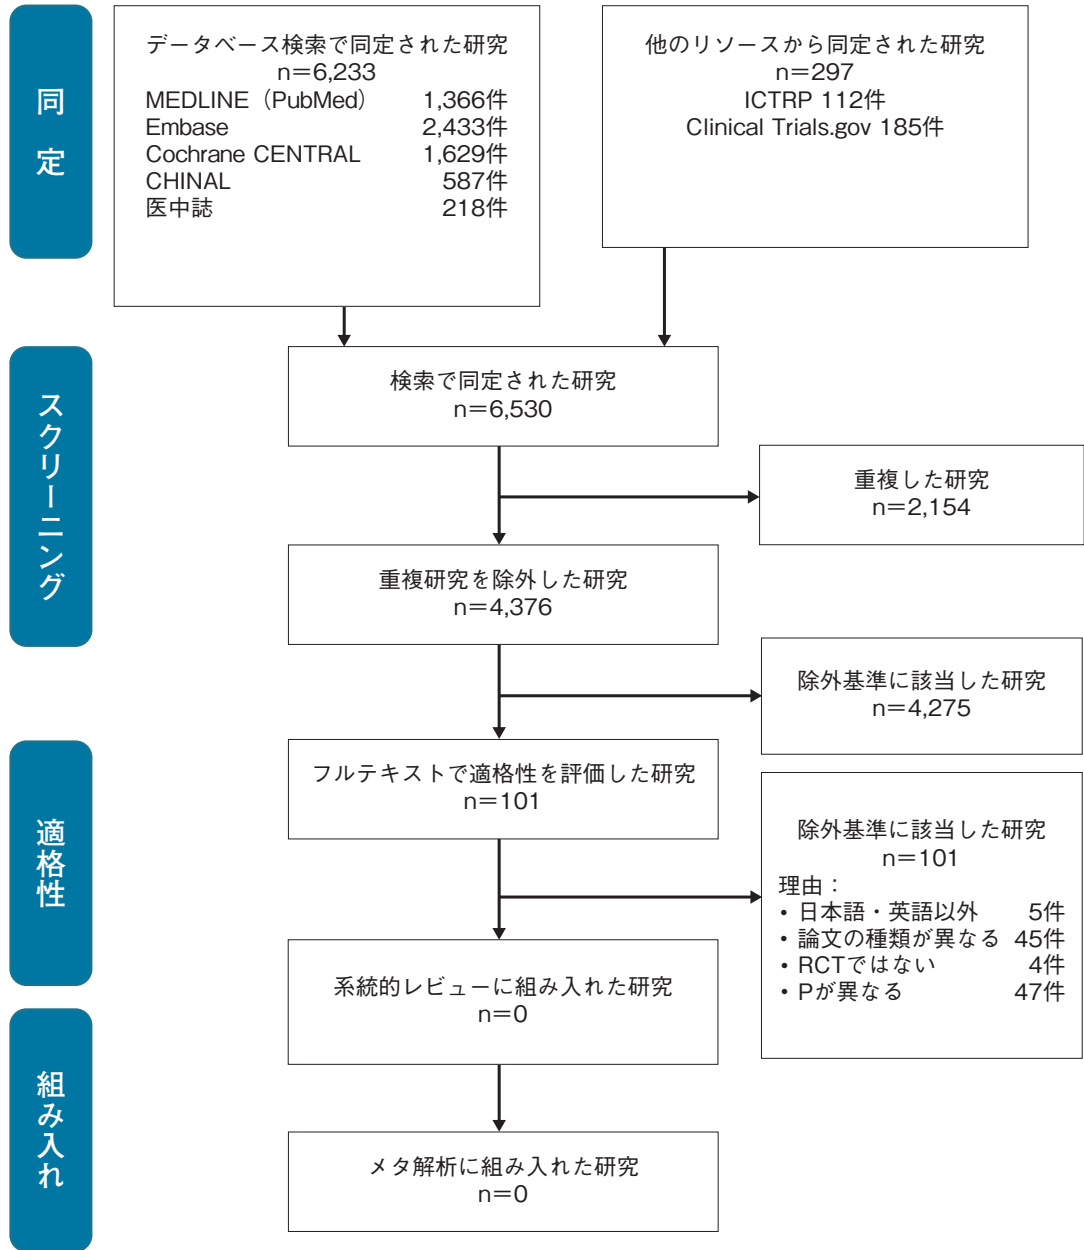 同定
データベース検索で同定された研究
n=6,233
MEDLINE(PubMed) 1,366件
Embase 2,433件
Cochrane CENTRAL 1,629件
CHINAL 587件
医中誌 218件
他のリソースから同定された研究
n=297
ICTRP 112件
Clinical Trials.gov 185件
スクリーニング
検索で同定された研究
n=6,530
重複した研究
n=2,154
重複研究を除外した研究
n=4,376
除外基準に該当した研究
n=4,275
適格性
フルテキストで適格性を評価した研究
n=101
除外基準に該当した研究
n=101
理由:
• 日本語・英語以外 5件
• 論文の種類が異なる 45件
• RCTではない 4件
• Pが異なる 47件
系統的レビューに組み入れた研究
n=0
組み入れ
メタ解析に組み入れた研究
n=0